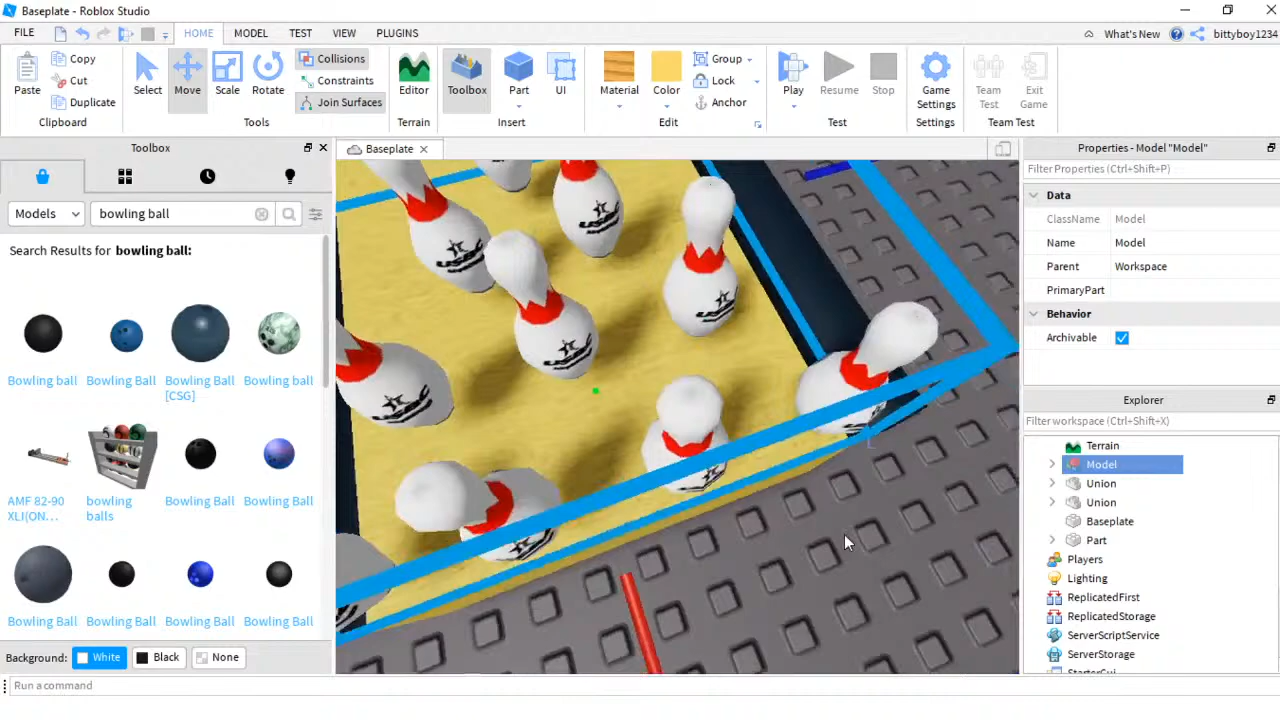 Baseplate - Roblox Studio
FILE HOME MODEL TEST VIEW PLUGINS What's New bittyboy1234
Paste Copy Cut Duplicate Clipboard
Select Move Scale Rotate Collisions Constraints Join Surfaces Tools
Editor Terrain
Toolbox Part UI Insert
Material Color Group Lock Anchor Edit
Play Resume Stop Test
Game Settings Settings
Team Test Exit Game Team Test
Toolbox
Models bowling ball
Search Results for bowling ball:
Bowling ball Bowling Ball Bowling Ball [CSG] Bowling ball
AMF 82-90 XLI(ON... bowling balls Bowling Ball Bowling Ball
Bowling Ball Bowling Ball Bowling Ball Bowling Ball
Background: White Black None
Run a command
Baseplate
Properties - Model "Model"
Filter Properties (Ctrl+Shift+P)
Data
ClassName Model
Name Model
Parent Workspace
PrimaryPart
Behavior
Archivable
Explorer
Filter workspace (Ctrl+Shift+X)
Terrain
Model
Union
Union
Baseplate
Part
Players
Lighting
ReplicatedFirst
ReplicatedStorage
ServerScriptService
ServerStorage
StarterGui